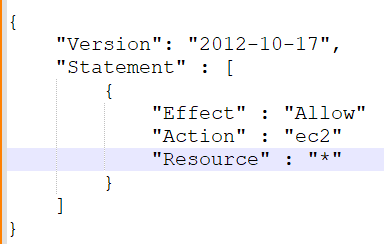 {
"Version": "2012-10-17",
"Statement" : [
{
"Effect" : "Allow"
"Action" : "ec2"
"Resource" : "*"
}
]
}